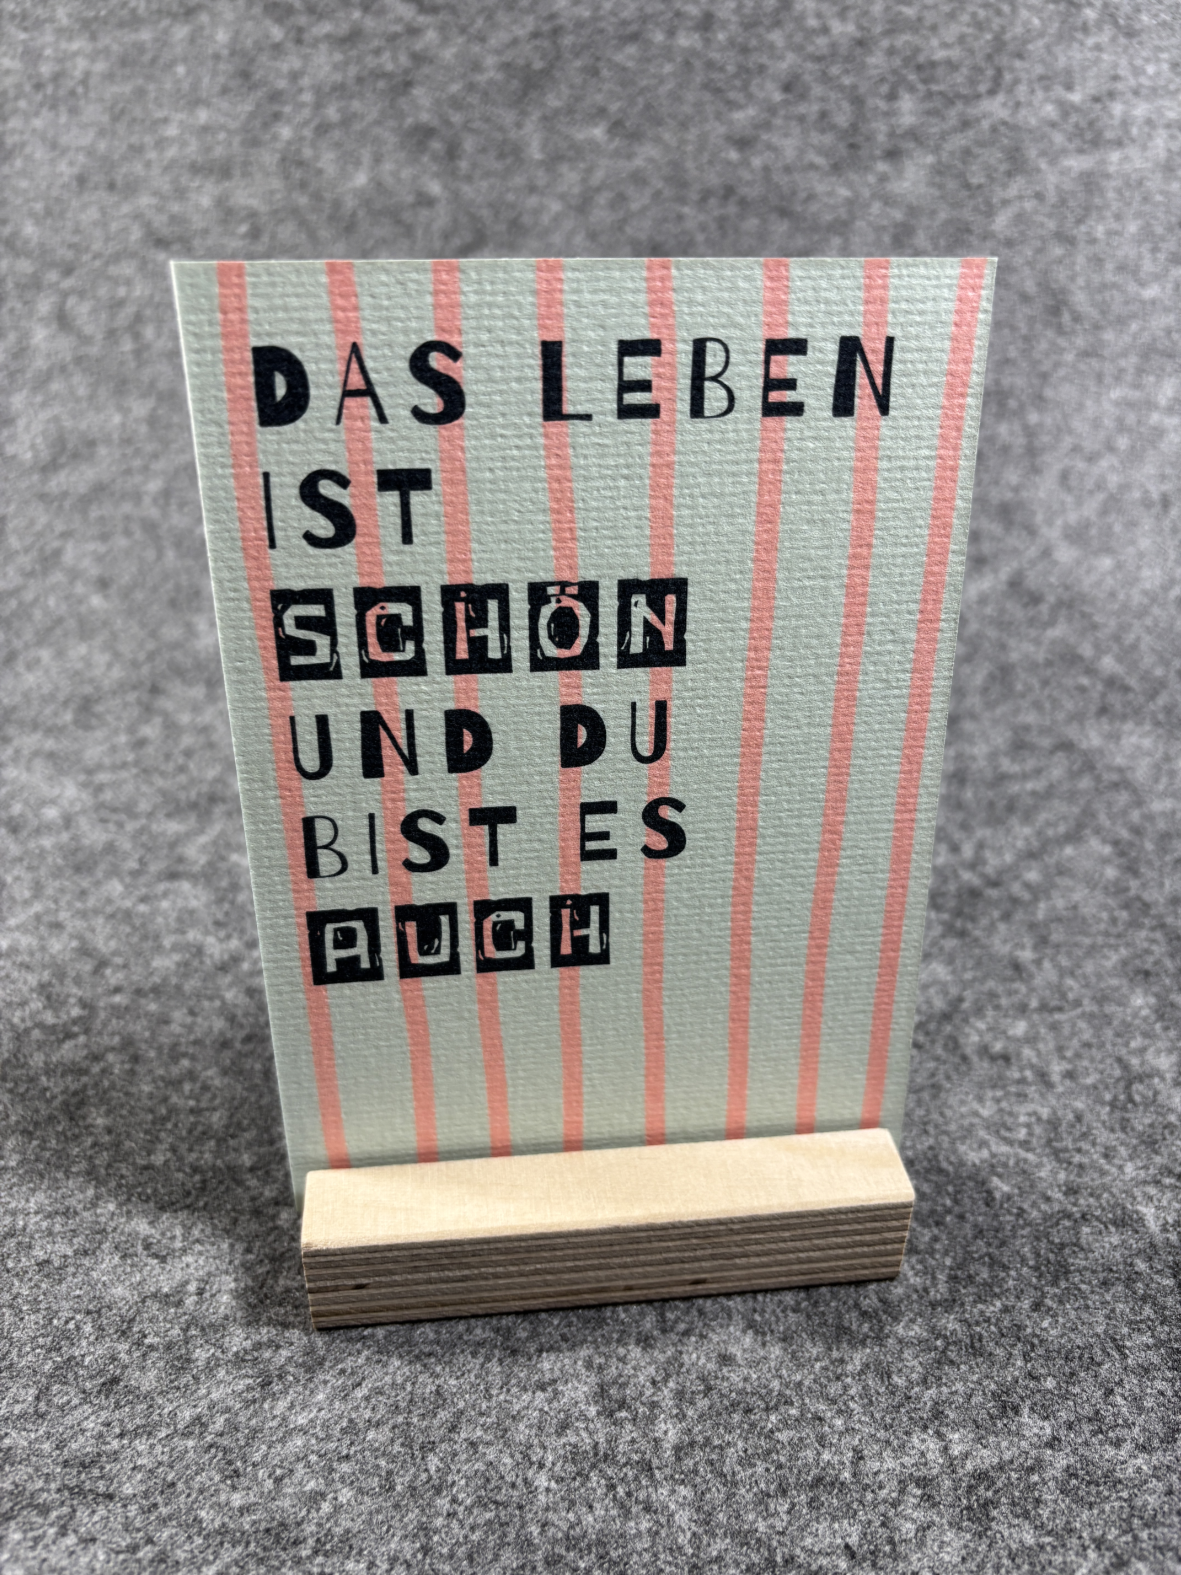 DAS LEBEN
IST
SCHÖN
UND DU
BIST ES
AUCH